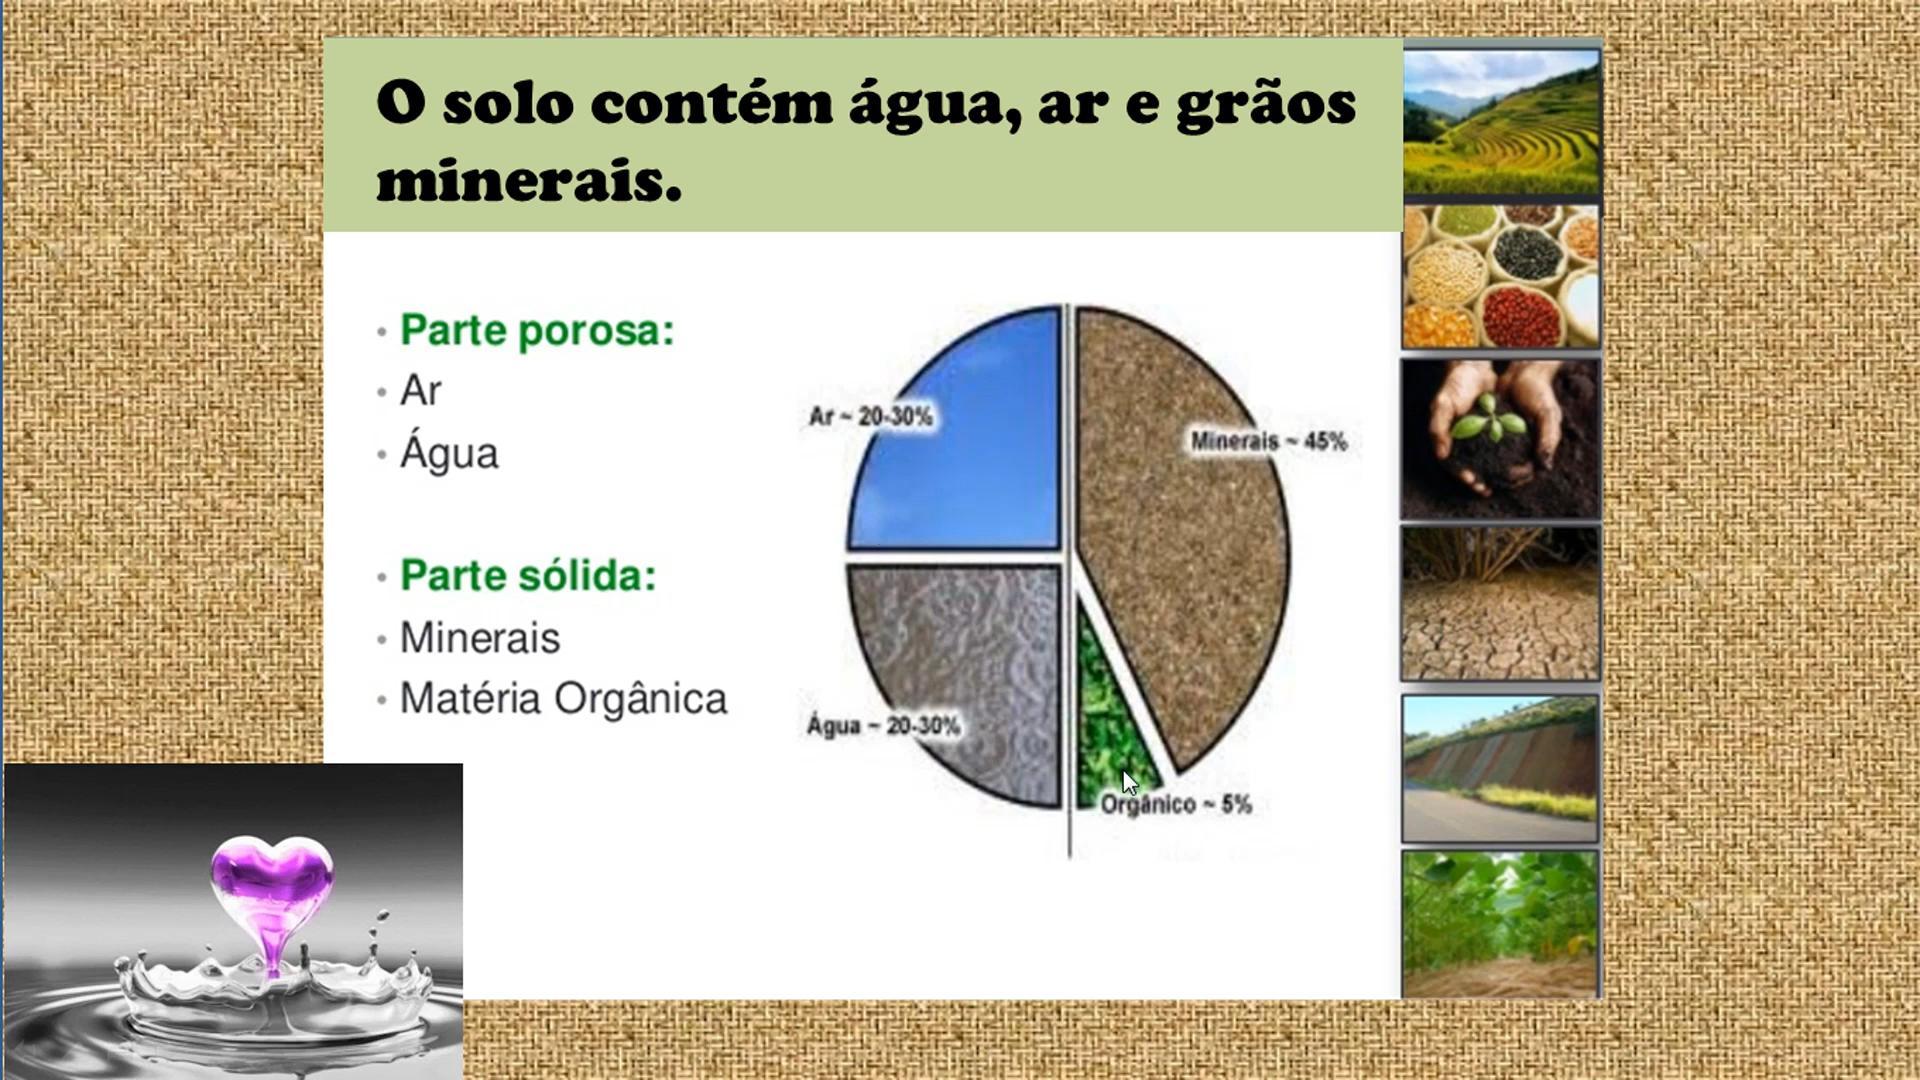 O solo contém água, ar e grãos
minerais.
• Parte porosa:
• Ar
• Água
• Parte sólida:
• Minerais
• Matéria Orgânica
Ar ~ 20-30%
Minerais ~ 45%
Água ~ 20-30%
Orgânico ~ 5%